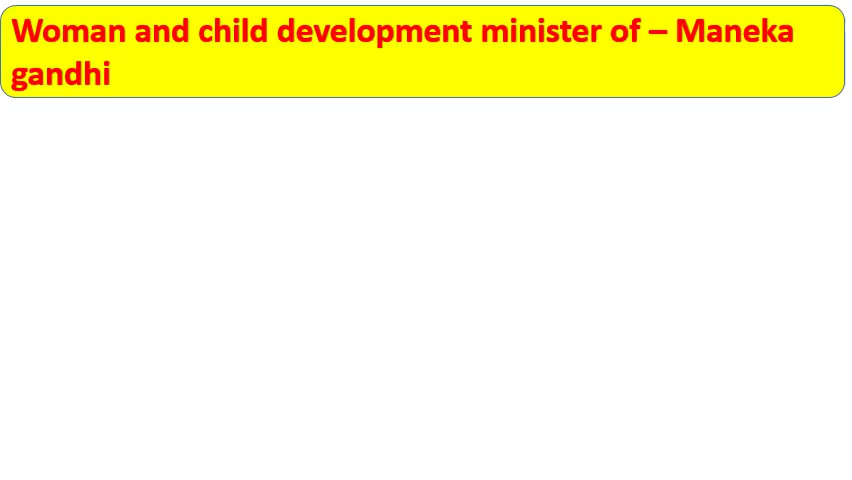 Woman and child development minister of – Maneka
gandhi